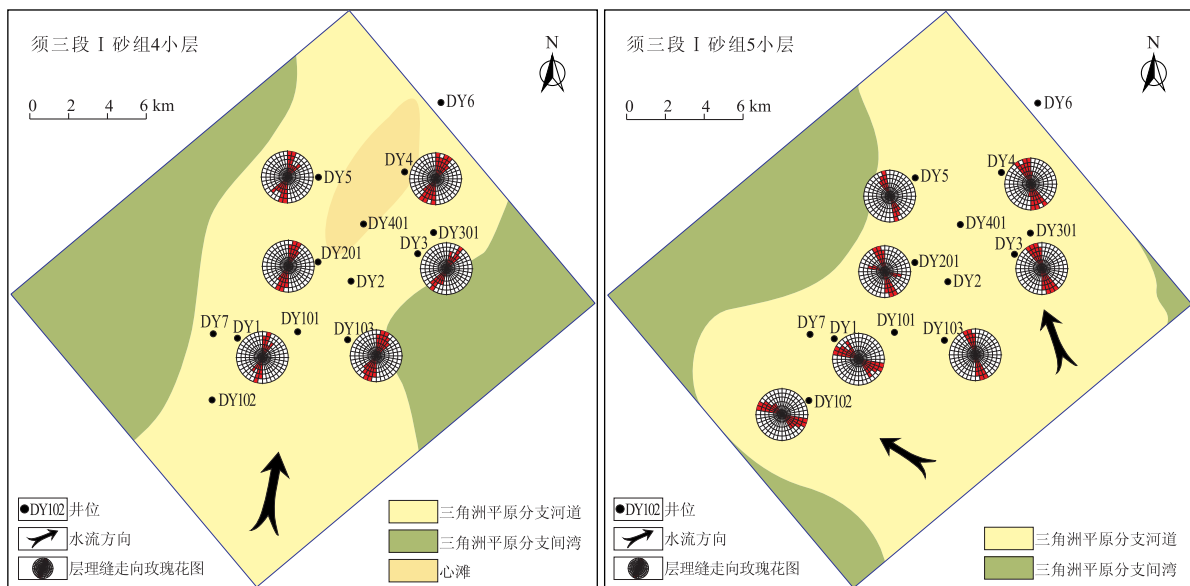 须三段Ⅰ砂组4小层
N
0 2 4 6 km
DY6
DY4
DY5
DY401
DY301
DY3
DY201
DY2
DY7
DY1
DY101
DY103
DY102
DY102 井位
水流方向
层理缝走向玫瑰花图
三角洲平原分支河道
三角洲平原分支间湾
心滩
须三段Ⅰ砂组5小层
N
0 2 4 6 km
DY6
DY4
DY5
DY401
DY301
DY3
DY201
DY2
DY7
DY1
DY101
DY103
DY102
DY102 井位
水流方向
层理缝走向玫瑰花图
三角洲平原分支河道
三角洲平原分支间湾